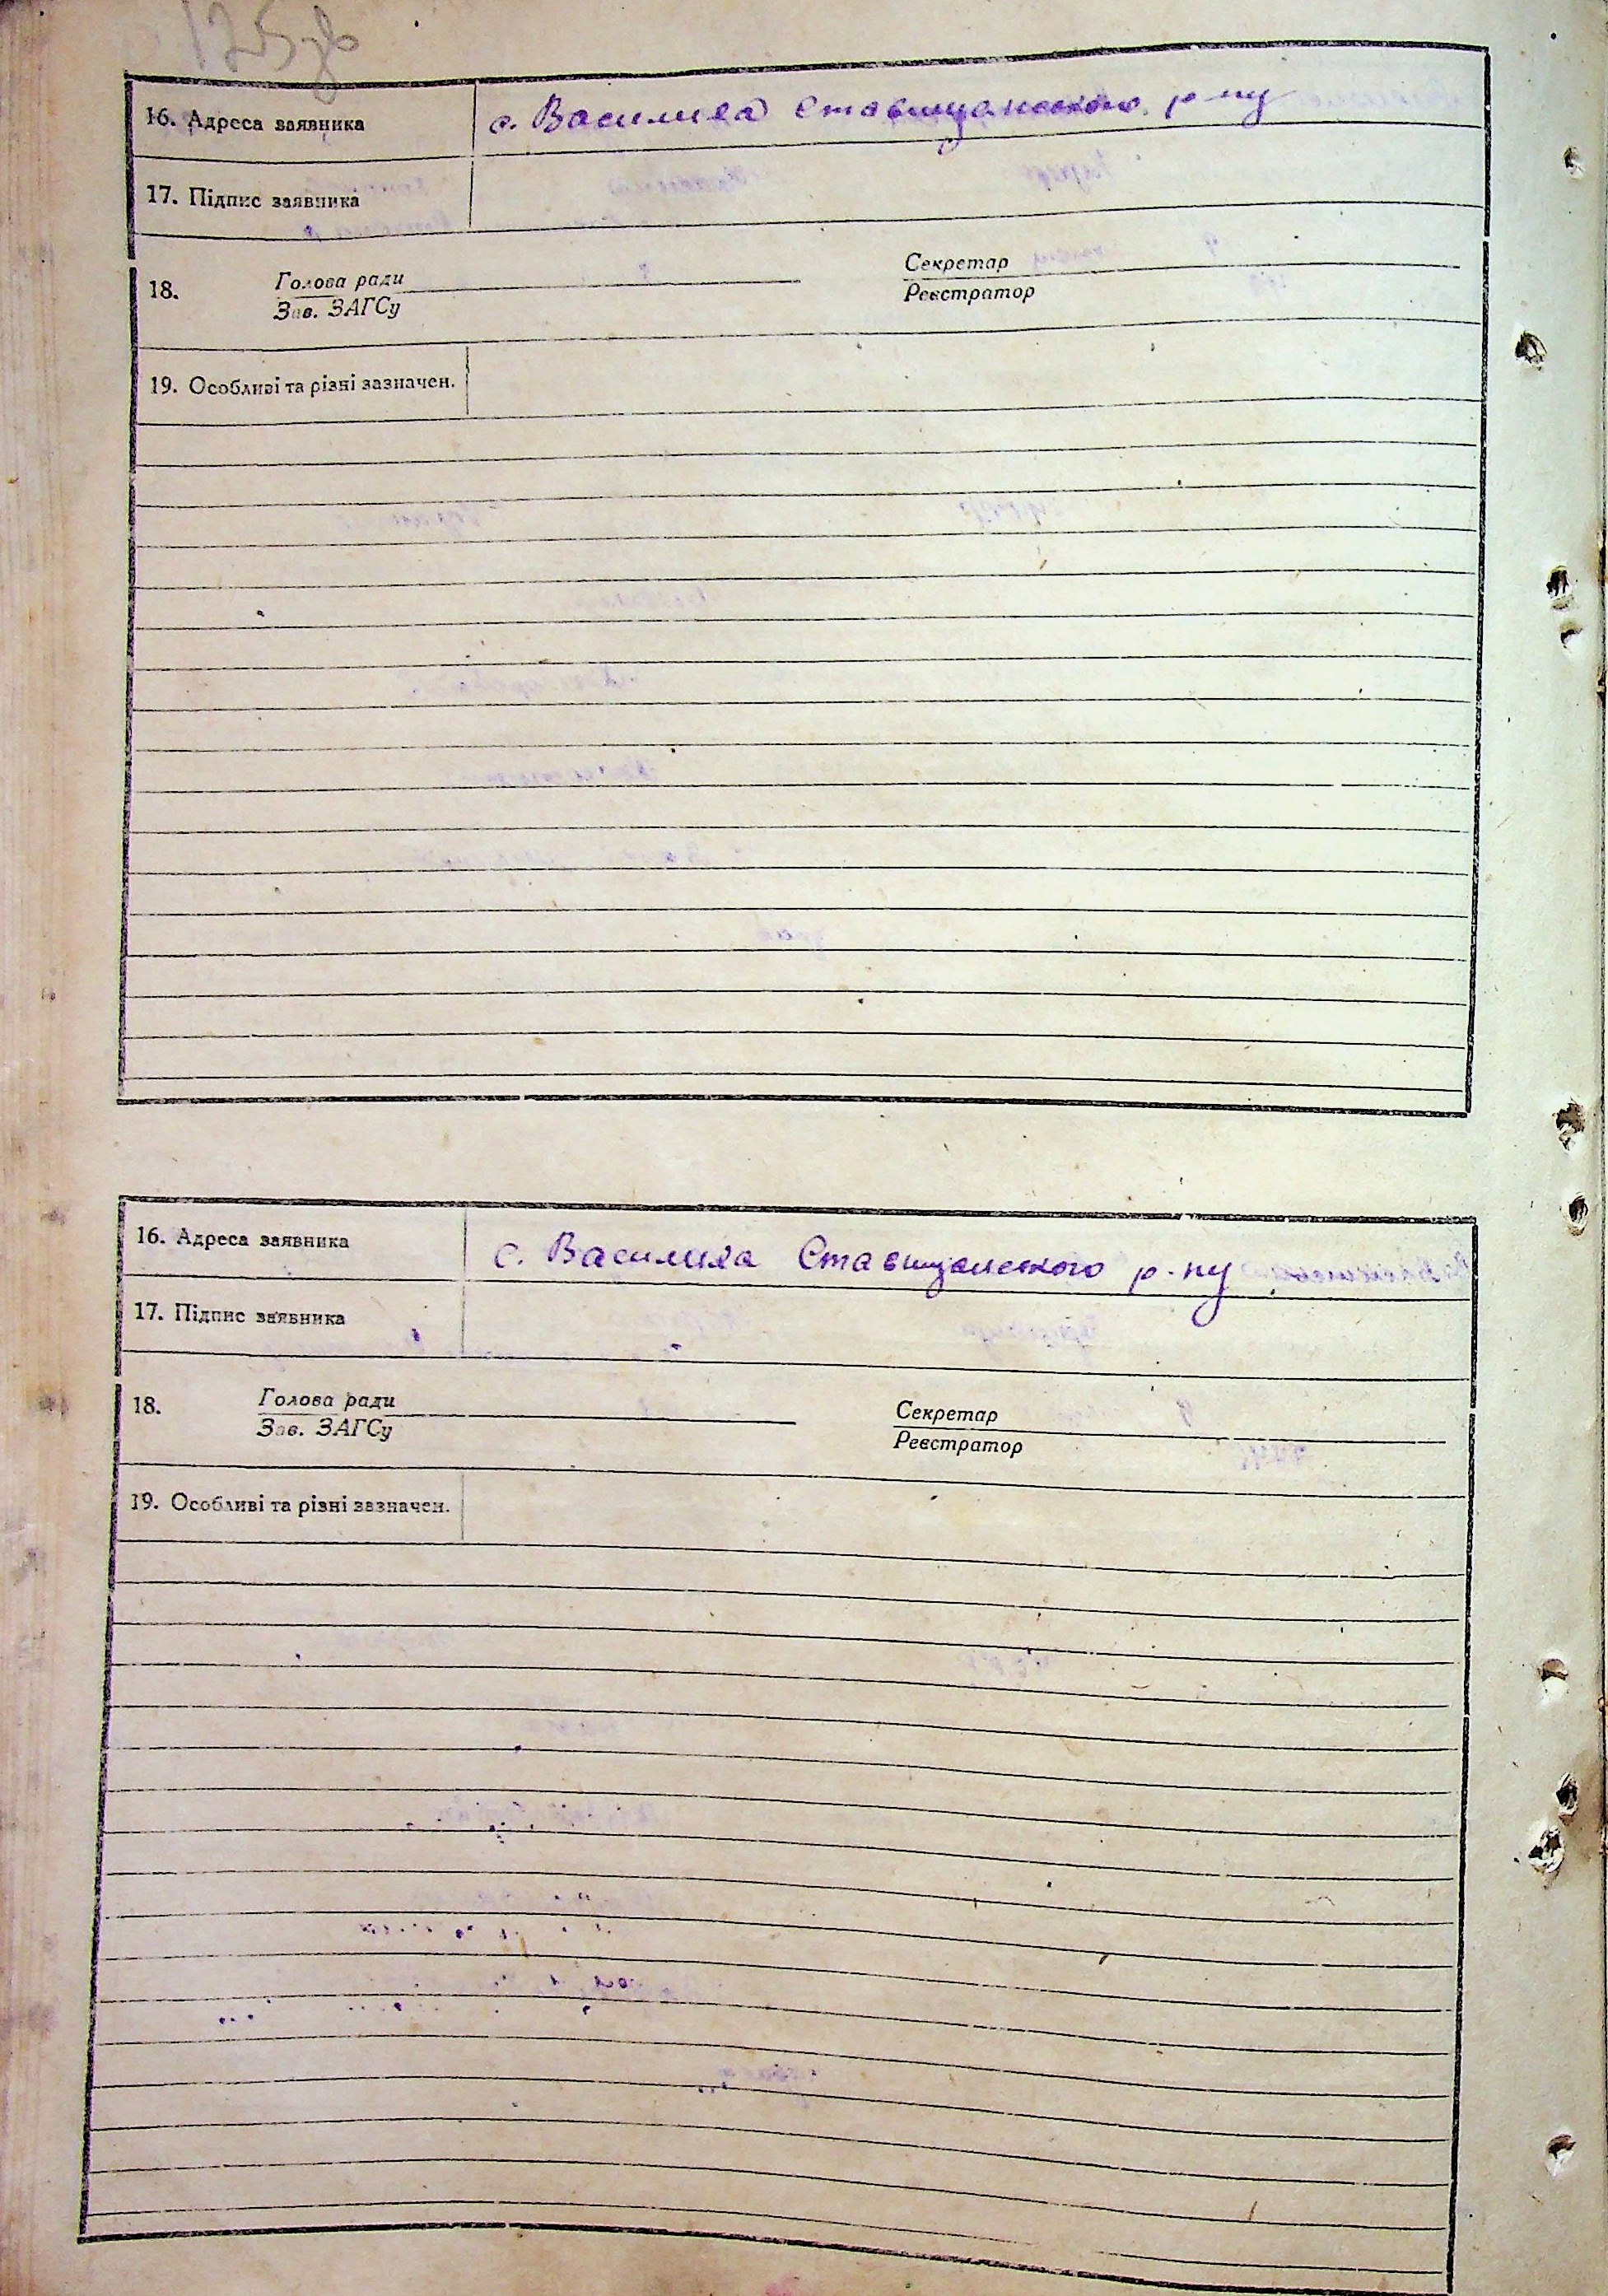 125зв
16. Адреса заявника с. Василиха Ставищанського р-ну
17. Підпис заявника
18. Голова ради Секретар
Зав. ЗАГСу Реєстратор
19. Особливі та різні зазначен.
16. Адреса заявника с. Василиха Ставищанського р-ну
17. Підпис заявника
18. Голова ради Секретар
Зав. ЗАГСу Реєстратор
19. Особливі та різні зазначен.